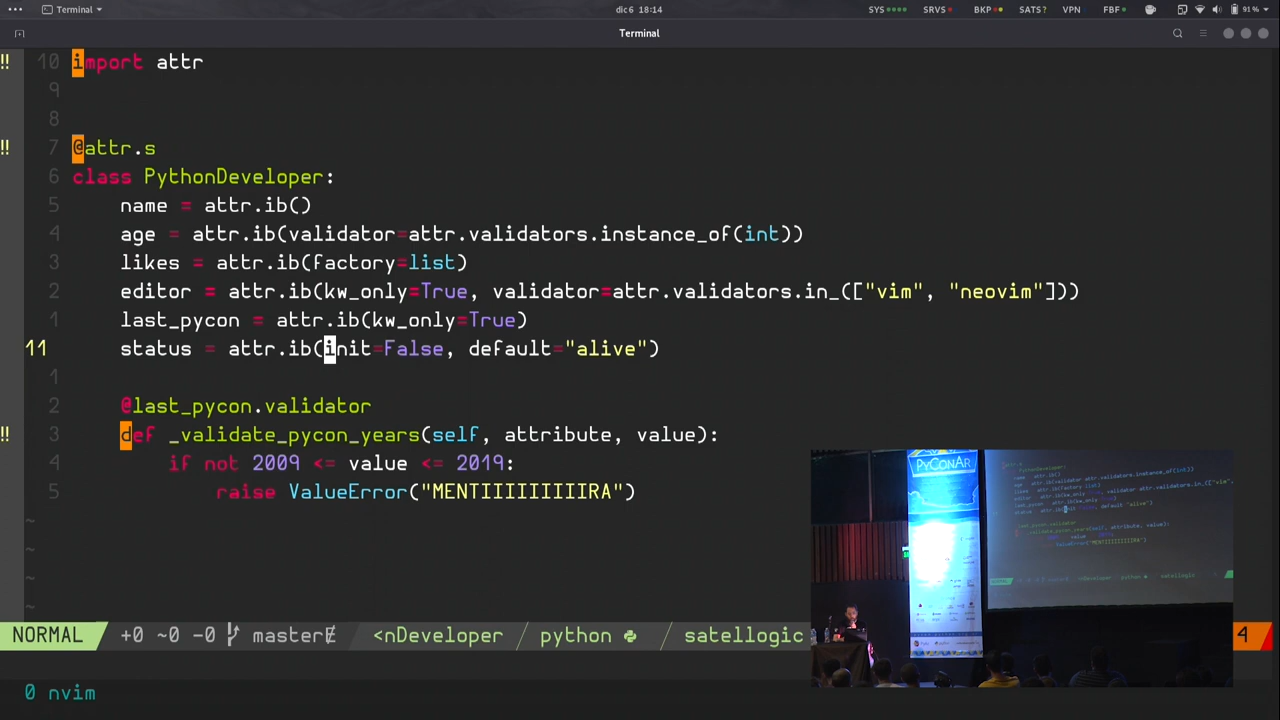 Terminal
dic 6 18:14
SYS
SRVS
BKP
SATS?
VPN
FBF
91 %
Terminal
!! 10 import attr
9
8
!! 7 @attr.s
6 class PythonDeveloper:
5 name = attr.ib()
4 age = attr.ib(validator=attr.validators.instance_of(int))
3 likes = attr.ib(factory=list)
2 editor = attr.ib(kw_only=True, validator=attr.validators.in_(["vim", "neovim"]))
1 last_pycon = attr.ib(kw_only=True)
11 status = attr.ib(init=False, default="alive")
1
2 @last_pycon.validator
!! 3 def _validate_pycon_years(self, attribute, value):
4 if not 2009 <= value <= 2019:
5 raise ValueError("MENTIIIIIIIIIRA")
~
~
~
~
PyConAr
NORMAL +0 ~0 -0 master <nDeveloper python satellogic 4
0 nvim